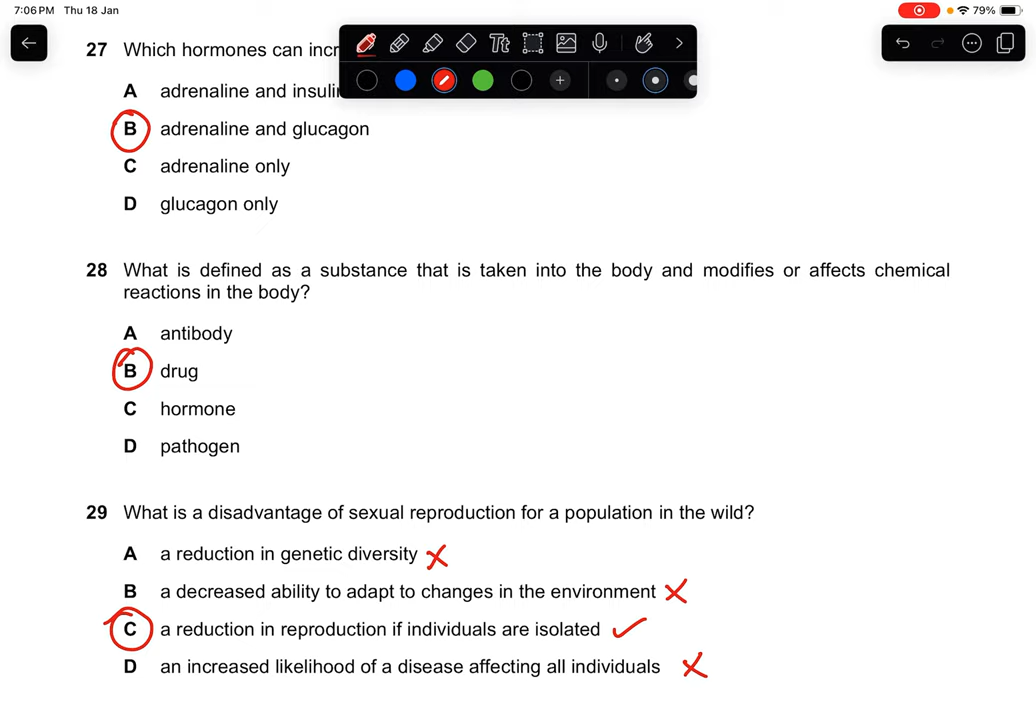 7:06 PM Thu 18 Jan
79%
Tt
27 Which hormones can incr
A adrenaline and insulin
B adrenaline and glucagon
C adrenaline only
D glucagon only
28 What is defined as a substance that is taken into the body and modifies or affects chemical
reactions in the body?
A antibody
B drug
C hormone
D pathogen
29 What is a disadvantage of sexual reproduction for a population in the wild?
A a reduction in genetic diversity
B a decreased ability to adapt to changes in the environment
C a reduction in reproduction if individuals are isolated
D an increased likelihood of a disease affecting all individuals